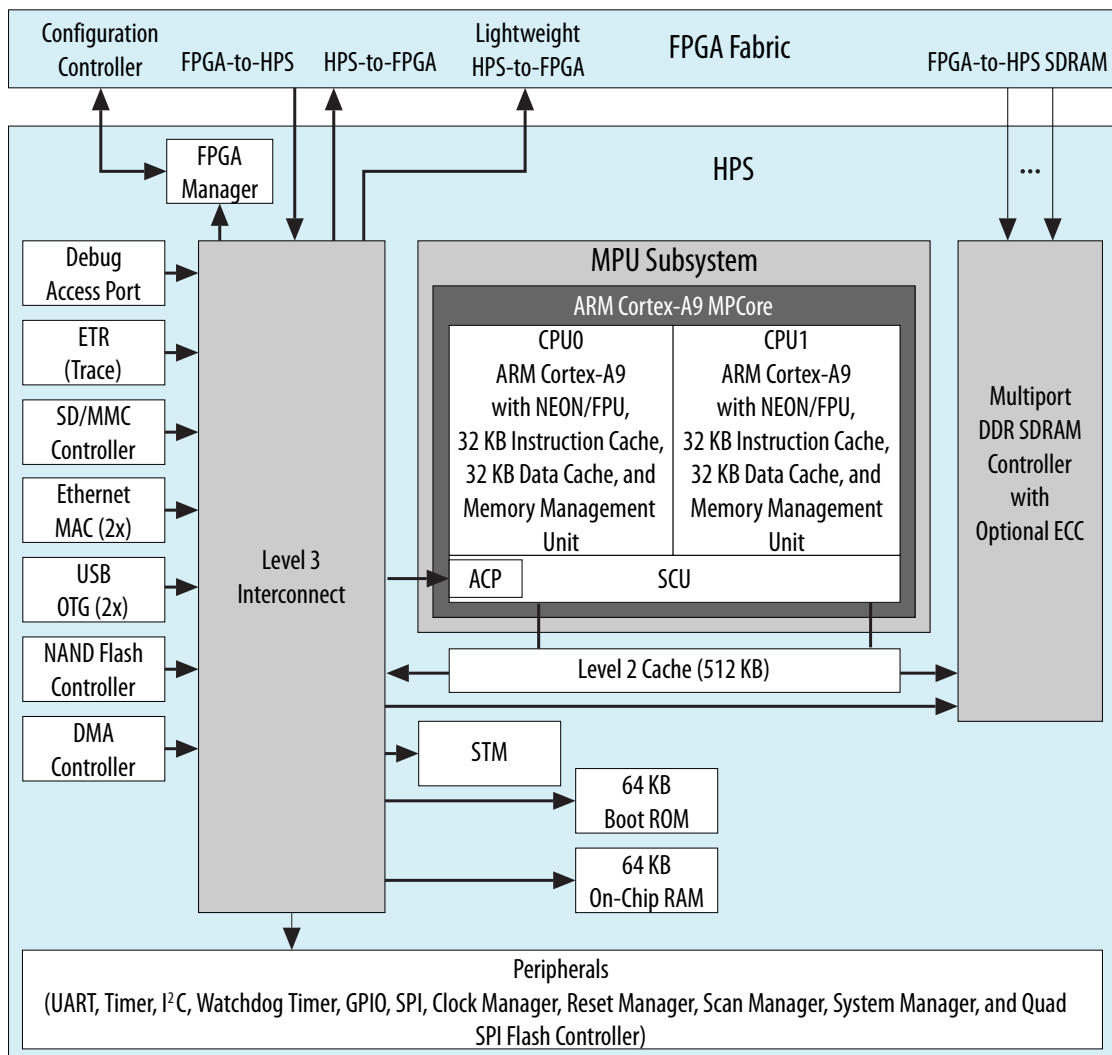 Configuration
Controller
FPGA-to-HPS
HPS-to-FPGA
Lightweight
HPS-to-FPGA
FPGA Fabric
FPGA-to-HPS SDRAM
FPGA
Manager
HPS
...
Debug
Access Port
ETR
(Trace)
SD/MMC
Controller
Ethernet
MAC (2x)
USB
OTG (2x)
NAND Flash
Controller
DMA
Controller
Level 3
Interconnect
MPU Subsystem
ARM Cortex-A9 MPCore
CPU0
ARM Cortex-A9
with NEON/FPU,
32 KB Instruction Cache,
32 KB Data Cache, and
Memory Management
Unit
CPU1
ARM Cortex-A9
with NEON/FPU,
32 KB Instruction Cache,
32 KB Data Cache, and
Memory Management
Unit
ACP
SCU
Level 2 Cache (512 KB)
Multiport
DDR SDRAM
Controller
with
Optional ECC
STM
64 KB
Boot ROM
64 KB
On-Chip RAM
Peripherals
(UART, Timer, I²C, Watchdog Timer, GPIO, SPI, Clock Manager, Reset Manager, Scan Manager, System Manager, and Quad
SPI Flash Controller)